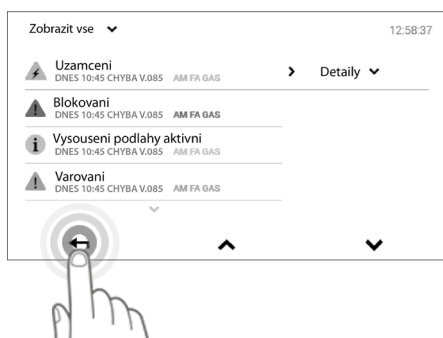 Zobrazit vse
12:58:37
Uzamceni
DNES 10:45 CHYBA V.085 AM FA GAS
Detaily
Blokovani
DNES 10:45 CHYBA V.085 AM FA GAS
Vysouseni podlahy aktivni
DNES 10:45 CHYBA V.085 AM FA GAS
Varovani
DNES 10:45 CHYBA V.085 AM FA GAS